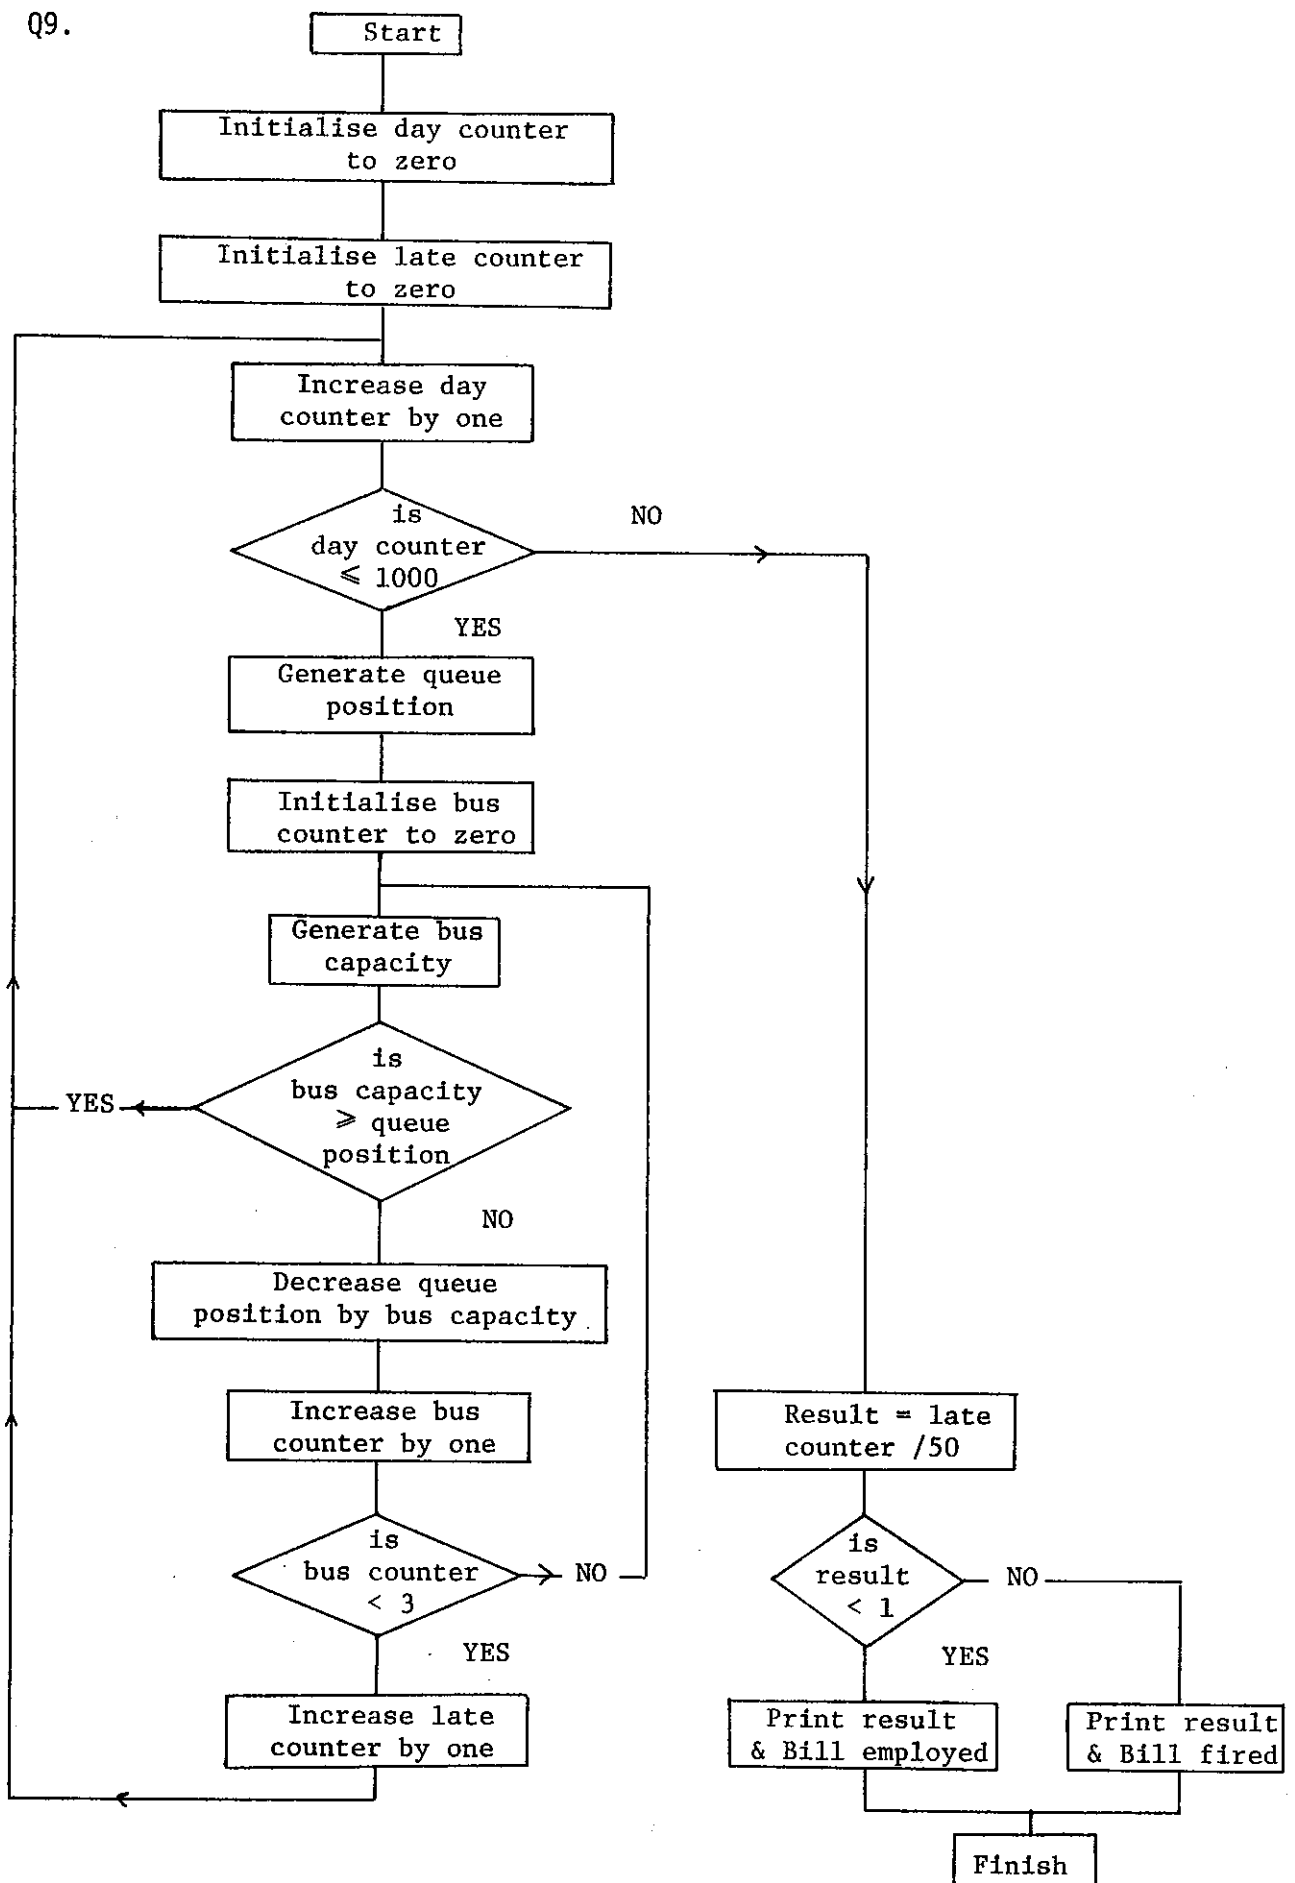 Q9.
Start
Initialise day counter
to zero
Initialise late counter
to zero
Increase day
counter by one
is
day counter
⩽ 1000
NO
YES
Generate queue
position
Initialise bus
counter to zero
Generate bus
capacity
is
bus capacity
⩾ queue
position
YES
NO
Decrease queue
position by bus capacity
Increase bus
counter by one
is
bus counter
< 3
NO
YES
Increase late
counter by one
Result = late
counter /50
is
result
< 1
NO
YES
Print result
& Bill employed
Print result
& Bill fired
Finish